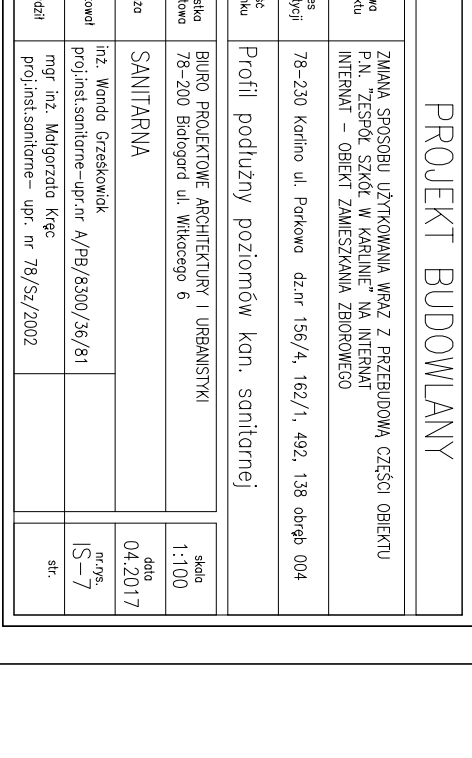 PROJEKT BUDOWLANY
ZMIANA SPOSOBU UŻYTKOWANIA WRAZ Z PRZEBUDOWĄ CZĘŚCI OBIEKTU
P.N. "ZESPÓŁ SZKÓŁ W KARLINIE" NA INTERNAT
INTERNAT – OBIEKT ZAMIESZKANIA ZBIOROWEGO
78-230 Karlino ul. Parkowa dz.nr 156/4, 162/1, 492, 138 obręb 004
Profil podłużny poziomów kan. sanitarnej
BIURO PROJEKTOWE ARCHITEKTURY I URBANISTYKI
78-200 Białogard ul. Witkacego 6
skala
1:100
SANITARNA
data
04.2017
inż. Wanda Grześkowiak
proj.inst.sanitarne-upr.nr A/PB/8300/36/81
nr.rys.
IS-7
mgr inż. Małgorzata Kręc
proj.inst.sanitarne- upr. nr 78/Sz/2002
str.